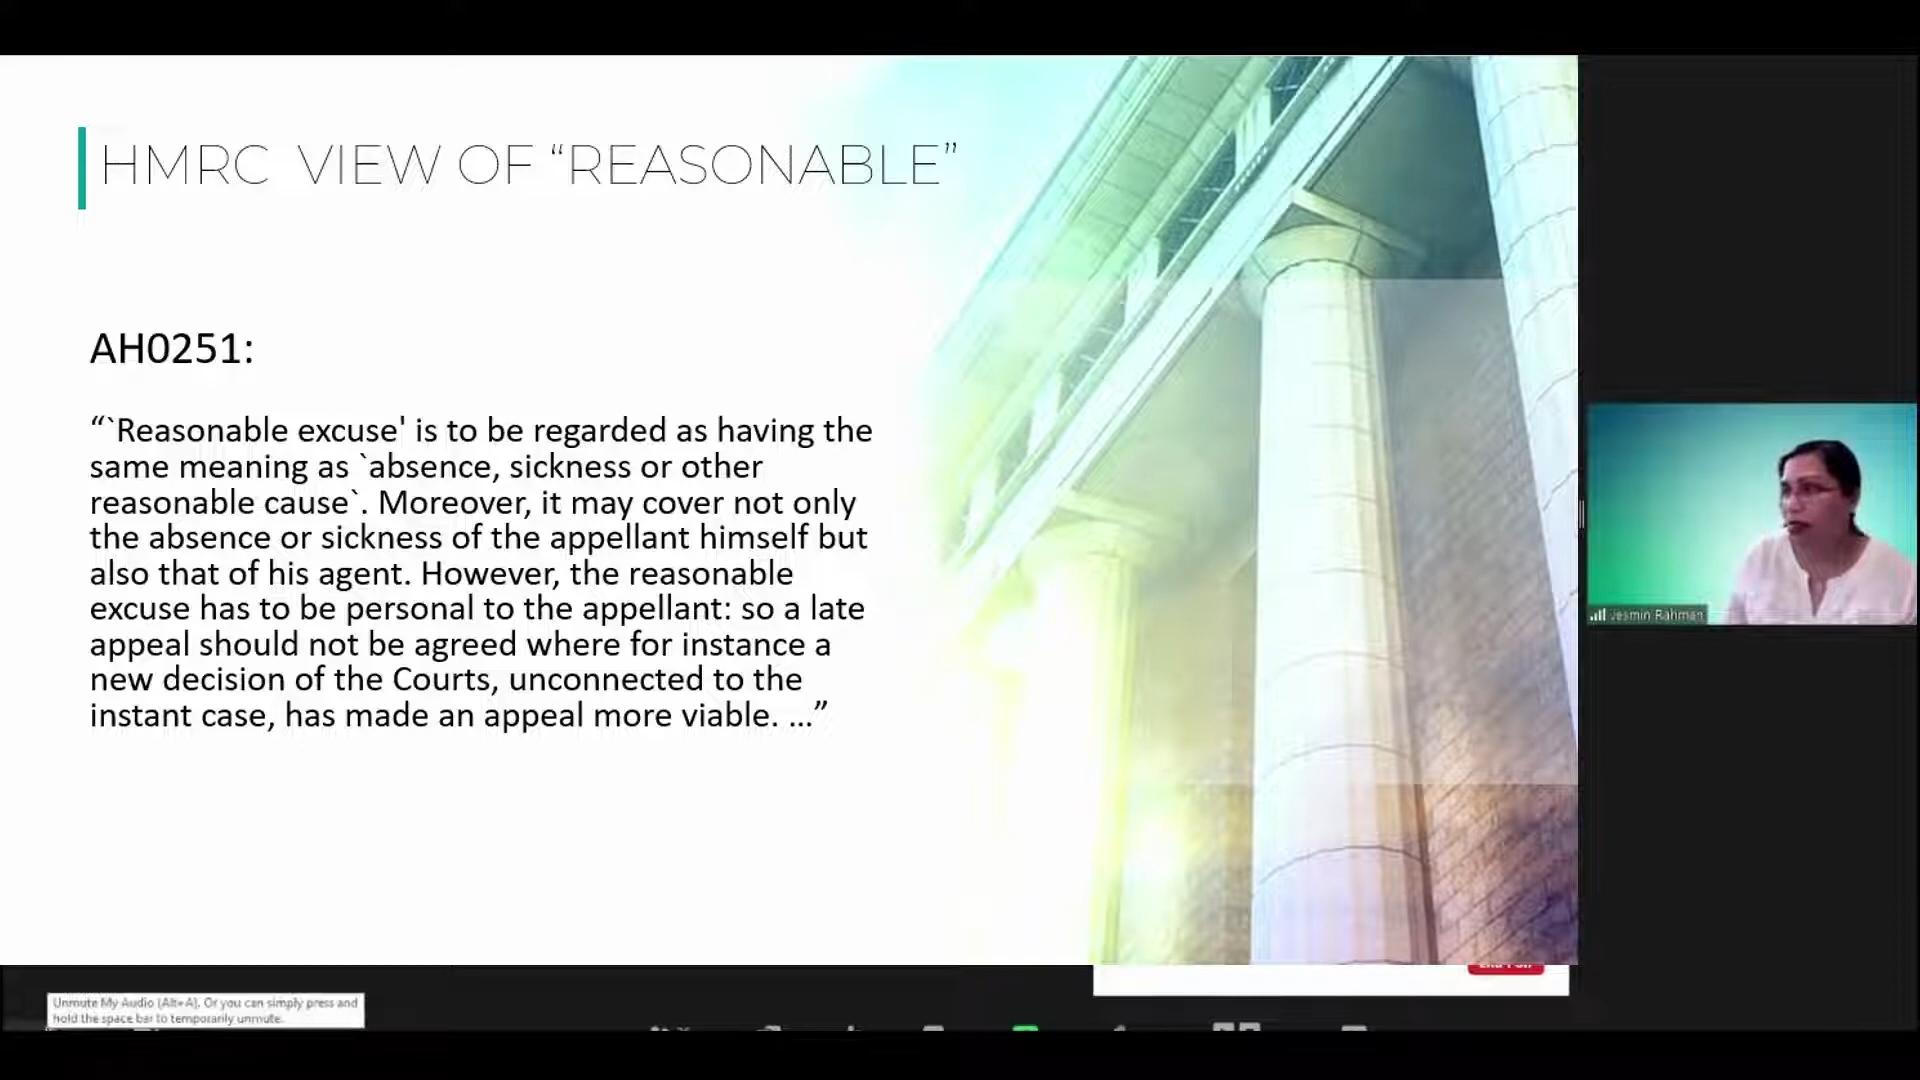 HMRC VIEW OF “REASONABLE”
AH0251:
“`Reasonable excuse' is to be regarded as having the
same meaning as `absence, sickness or other
reasonable cause`. Moreover, it may cover not only
the absence or sickness of the appellant himself but
also that of his agent. However, the reasonable
excuse has to be personal to the appellant: so a late
appeal should not be agreed where for instance a
new decision of the Courts, unconnected to the
instant case, has made an appeal more viable. ...”
Jesmin Rahman
Unmute My Audio (Alt+A). Or you can simply press and
hold the space bar to temporarily unmute.